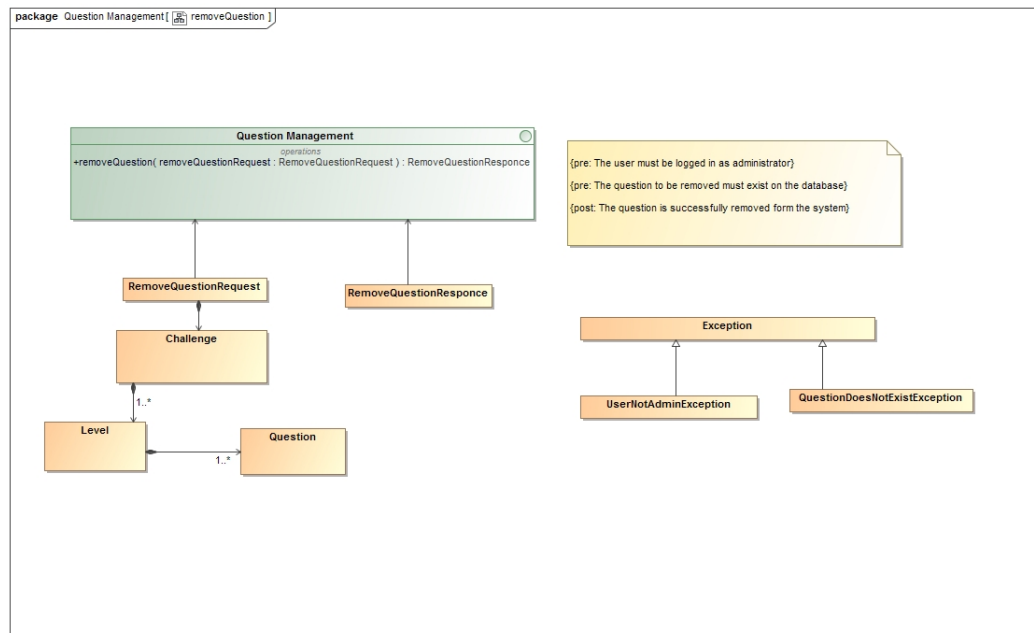 package Question Management[ removeQuestion ]
Question Management
operations
+removeQuestion( removeQuestionRequest : RemoveQuestionRequest ) : RemoveQuestionResponce
{pre: The user must be logged in as administrator}
{pre: The question to be removed must exist on the database}
{post: The question is successfully removed form the system}
RemoveQuestionRequest
RemoveQuestionResponce
Challenge
1..*
Level
Question
1..*
Exception
UserNotAdminException
QuestionDoesNotExistException